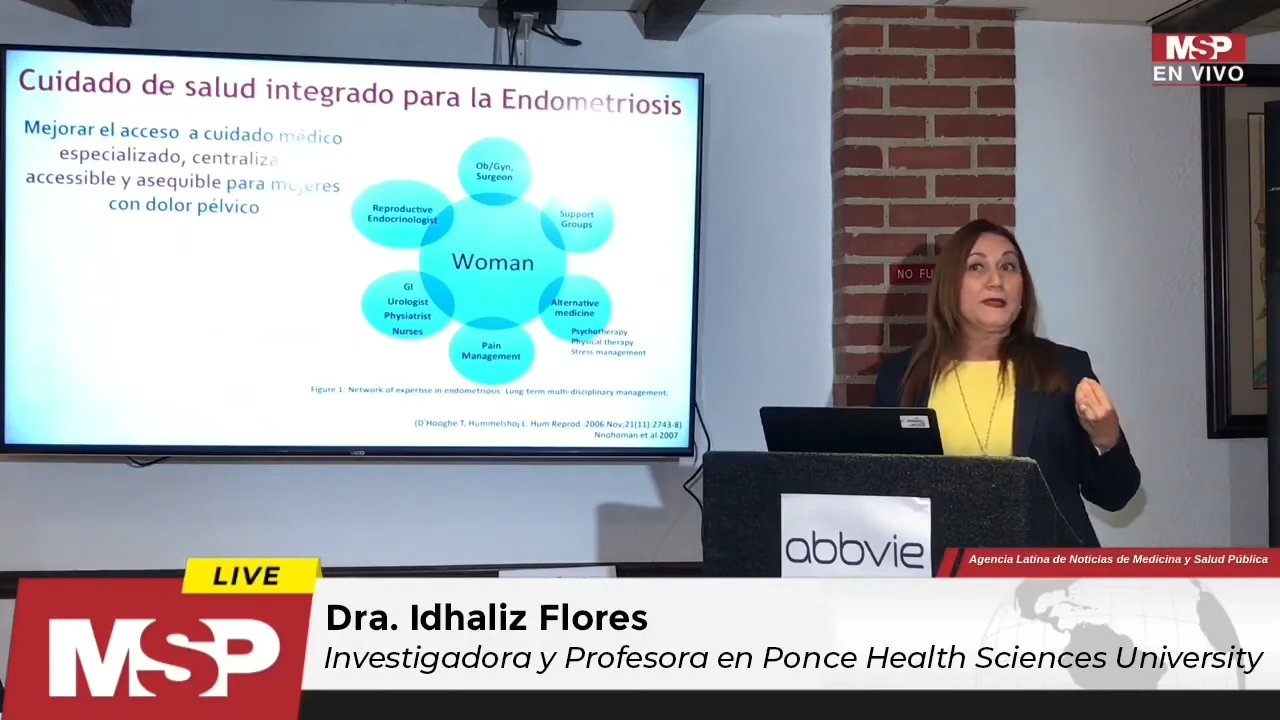 Cuidado de salud integrado para la Endometriosis
Mejorar el acceso a cuidado médico
especializado, centraliza
accessible y asequible para mujeres
con dolor pélvico
Ob/Gyn,
Surgeon
Reproductive
Endocrinologist
Support
Groups
Woman
GI
Urologist
Physiatrist
Nurses
Alternative
medicine
Psychotherapy
Physical therapy
Stress management
Pain
Management
Figure 1. Network of expertise in endometriosis. Long term multi-disciplinary management,
(D'Hooghe T, Hummelshoj L. Hum Reprod. 2006 Nov;21(11):2743-8)
Nnohoman et al 2007
VIZIO
MSP
EN VIVO
NO FU
abbvie
Agencia Latina de Noticias de Medicina y Salud Pública
LIVE
MSP
Dra. Idhaliz Flores
Investigadora y Profesora en Ponce Health Sciences University